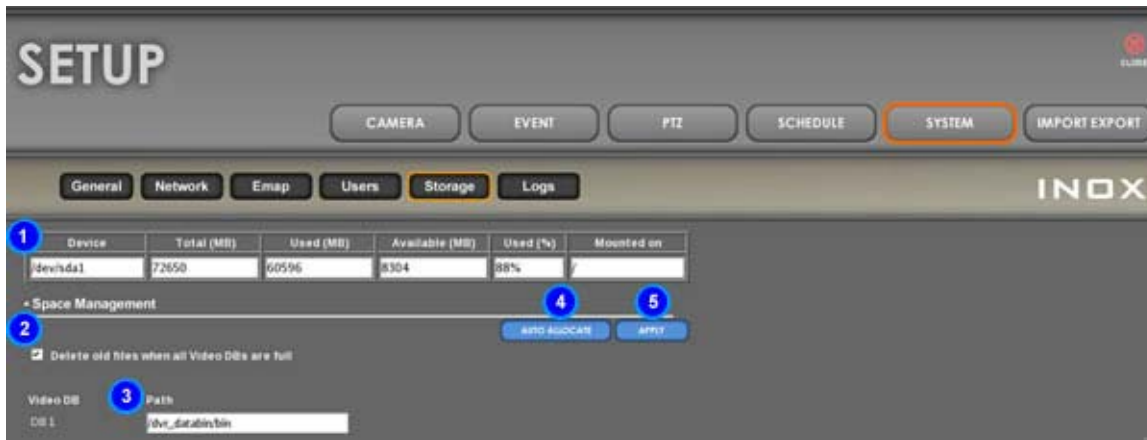 SETUP
CAMERA EVENT PTZ SCHEDULE SYSTEM IMPORT EXPORT
General Network Emap Users Storage Logs
INOX
1
Device Total (MB) Used (MB) Available (MB) Used (%) Mounted on
/dev/sda1 72650 60596 8304 88% /
Space Management
4 5
2
AUTO ALLOCATE APPLY
Delete old files when all Video DBs are full
3
Video DB Path
DB 1 /dvr_databin/bin